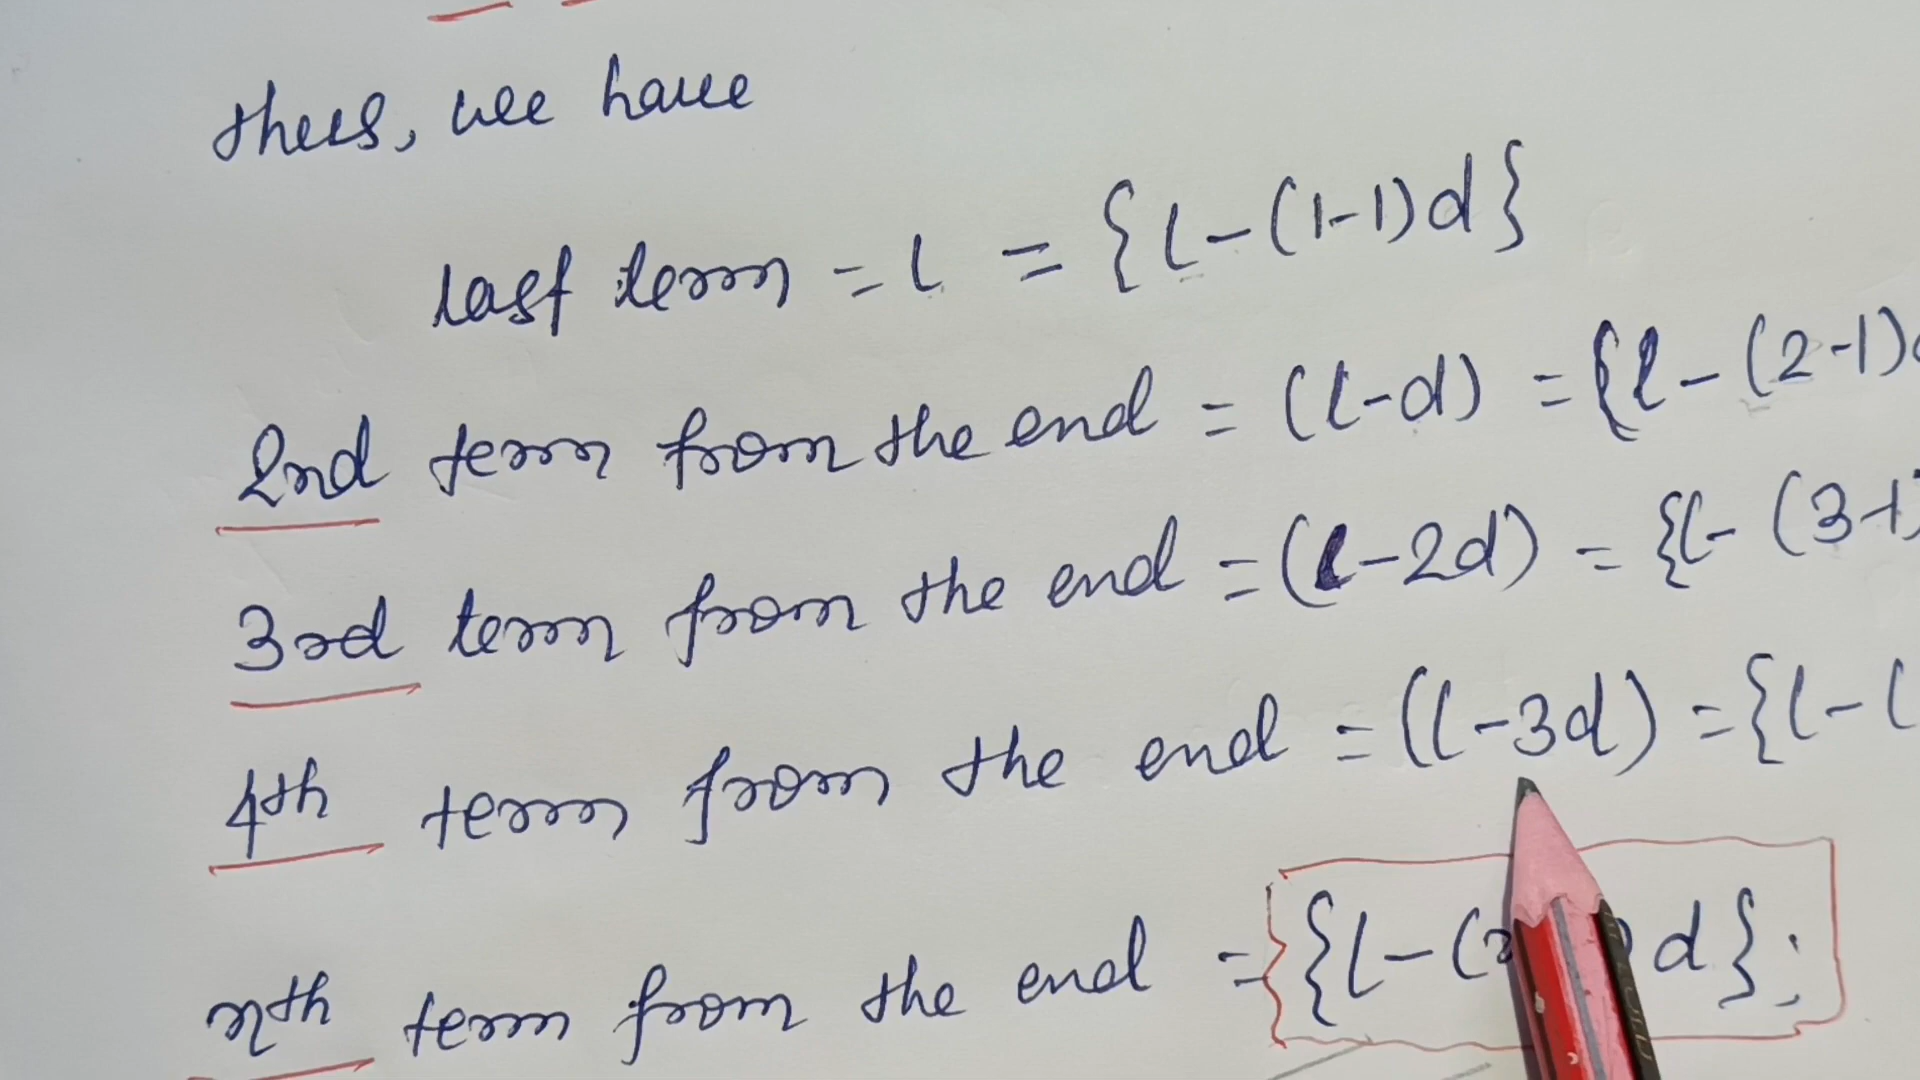 thus, we have
last term = l = {l-(1-1)d}
2nd term from the end = (l-d) = {l-(2-1)
3rd term from the end = (l-2d) = {l-(3-1)
4th term from the end = (l-3d) = {l-(
nth term from the end = {l-( d};